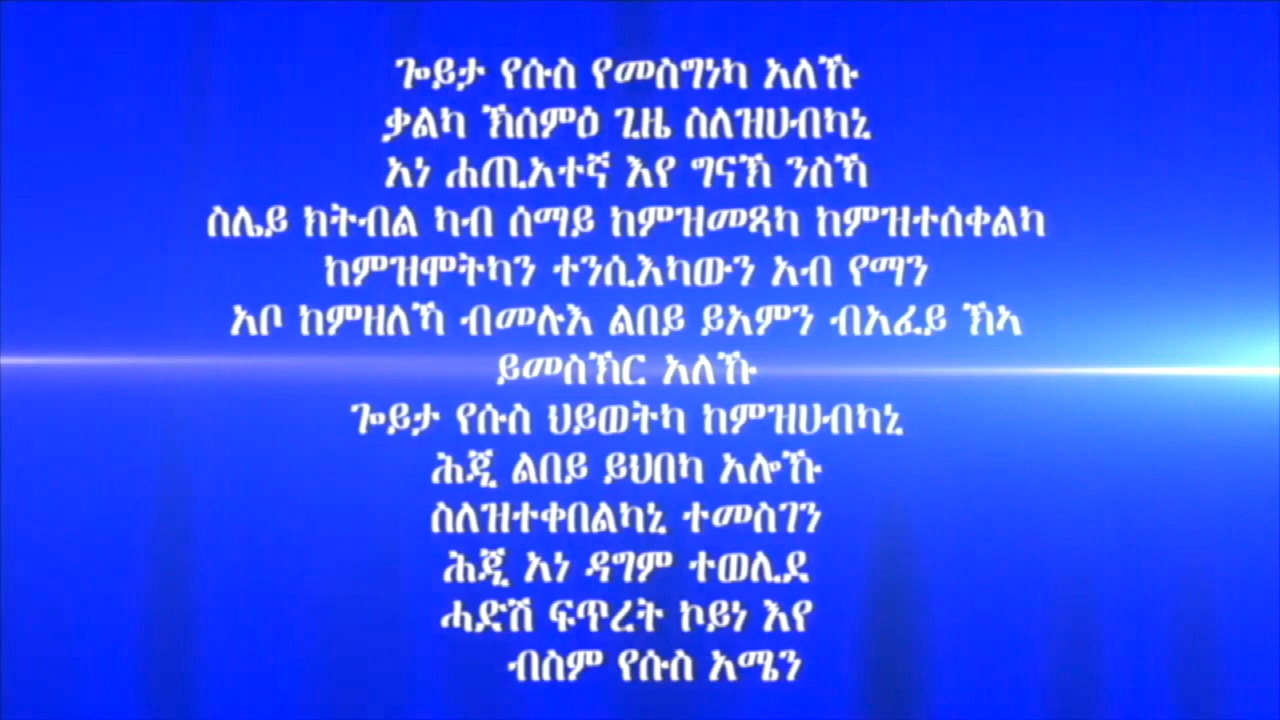 ጐይታ የሱስ የመስግነካ አለኹ
ቃልካ ኽሰምዕ ጊዜ ስለዝሀብካኒ
አነ ሐጢአተኛ እየ ግናኽ ንስኻ
ስሌይ ክትብል ካብ ሰማይ ከምዝመጻካ ከምዝተሰቀልካ
ከምዝሞትካን ተንሲእካውን አብ የማን
አቦ ከምዘለኻ ብመሉእ ልበይ ይአምን ብአፈይ ኽኣ
ይመስኽር አለኹ
ጐይታ የሱስ ህይወትካ ከምዝሀብካኒ
ሕጂ ልበይ ይህበካ አሎኹ
ስለዝተቀበልካኒ ተመስገን
ሕጂ አነ ዳግም ተወሊደ
ሓድሽ ፍጥረት ኮይነ እየ
ብስም የሱስ አሜን